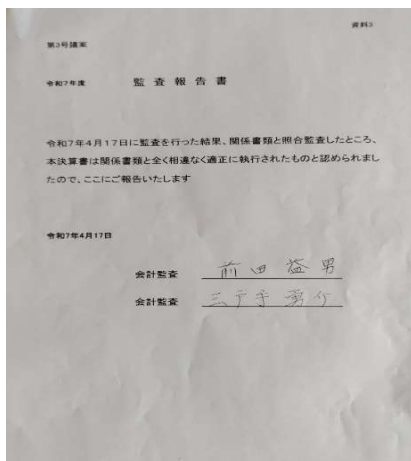 資料3
第3号議案
令和7年度 監査報告書
令和7年4月17日に監査を行った結果、関係書類と照合監査したところ、
本決算書は関係書類と全く相違なく適正に執行されたものと認められまし
たので、ここにご報告いたします
令和7年4月17日
会計監査 前田益男
会計監査 三戸手勇介